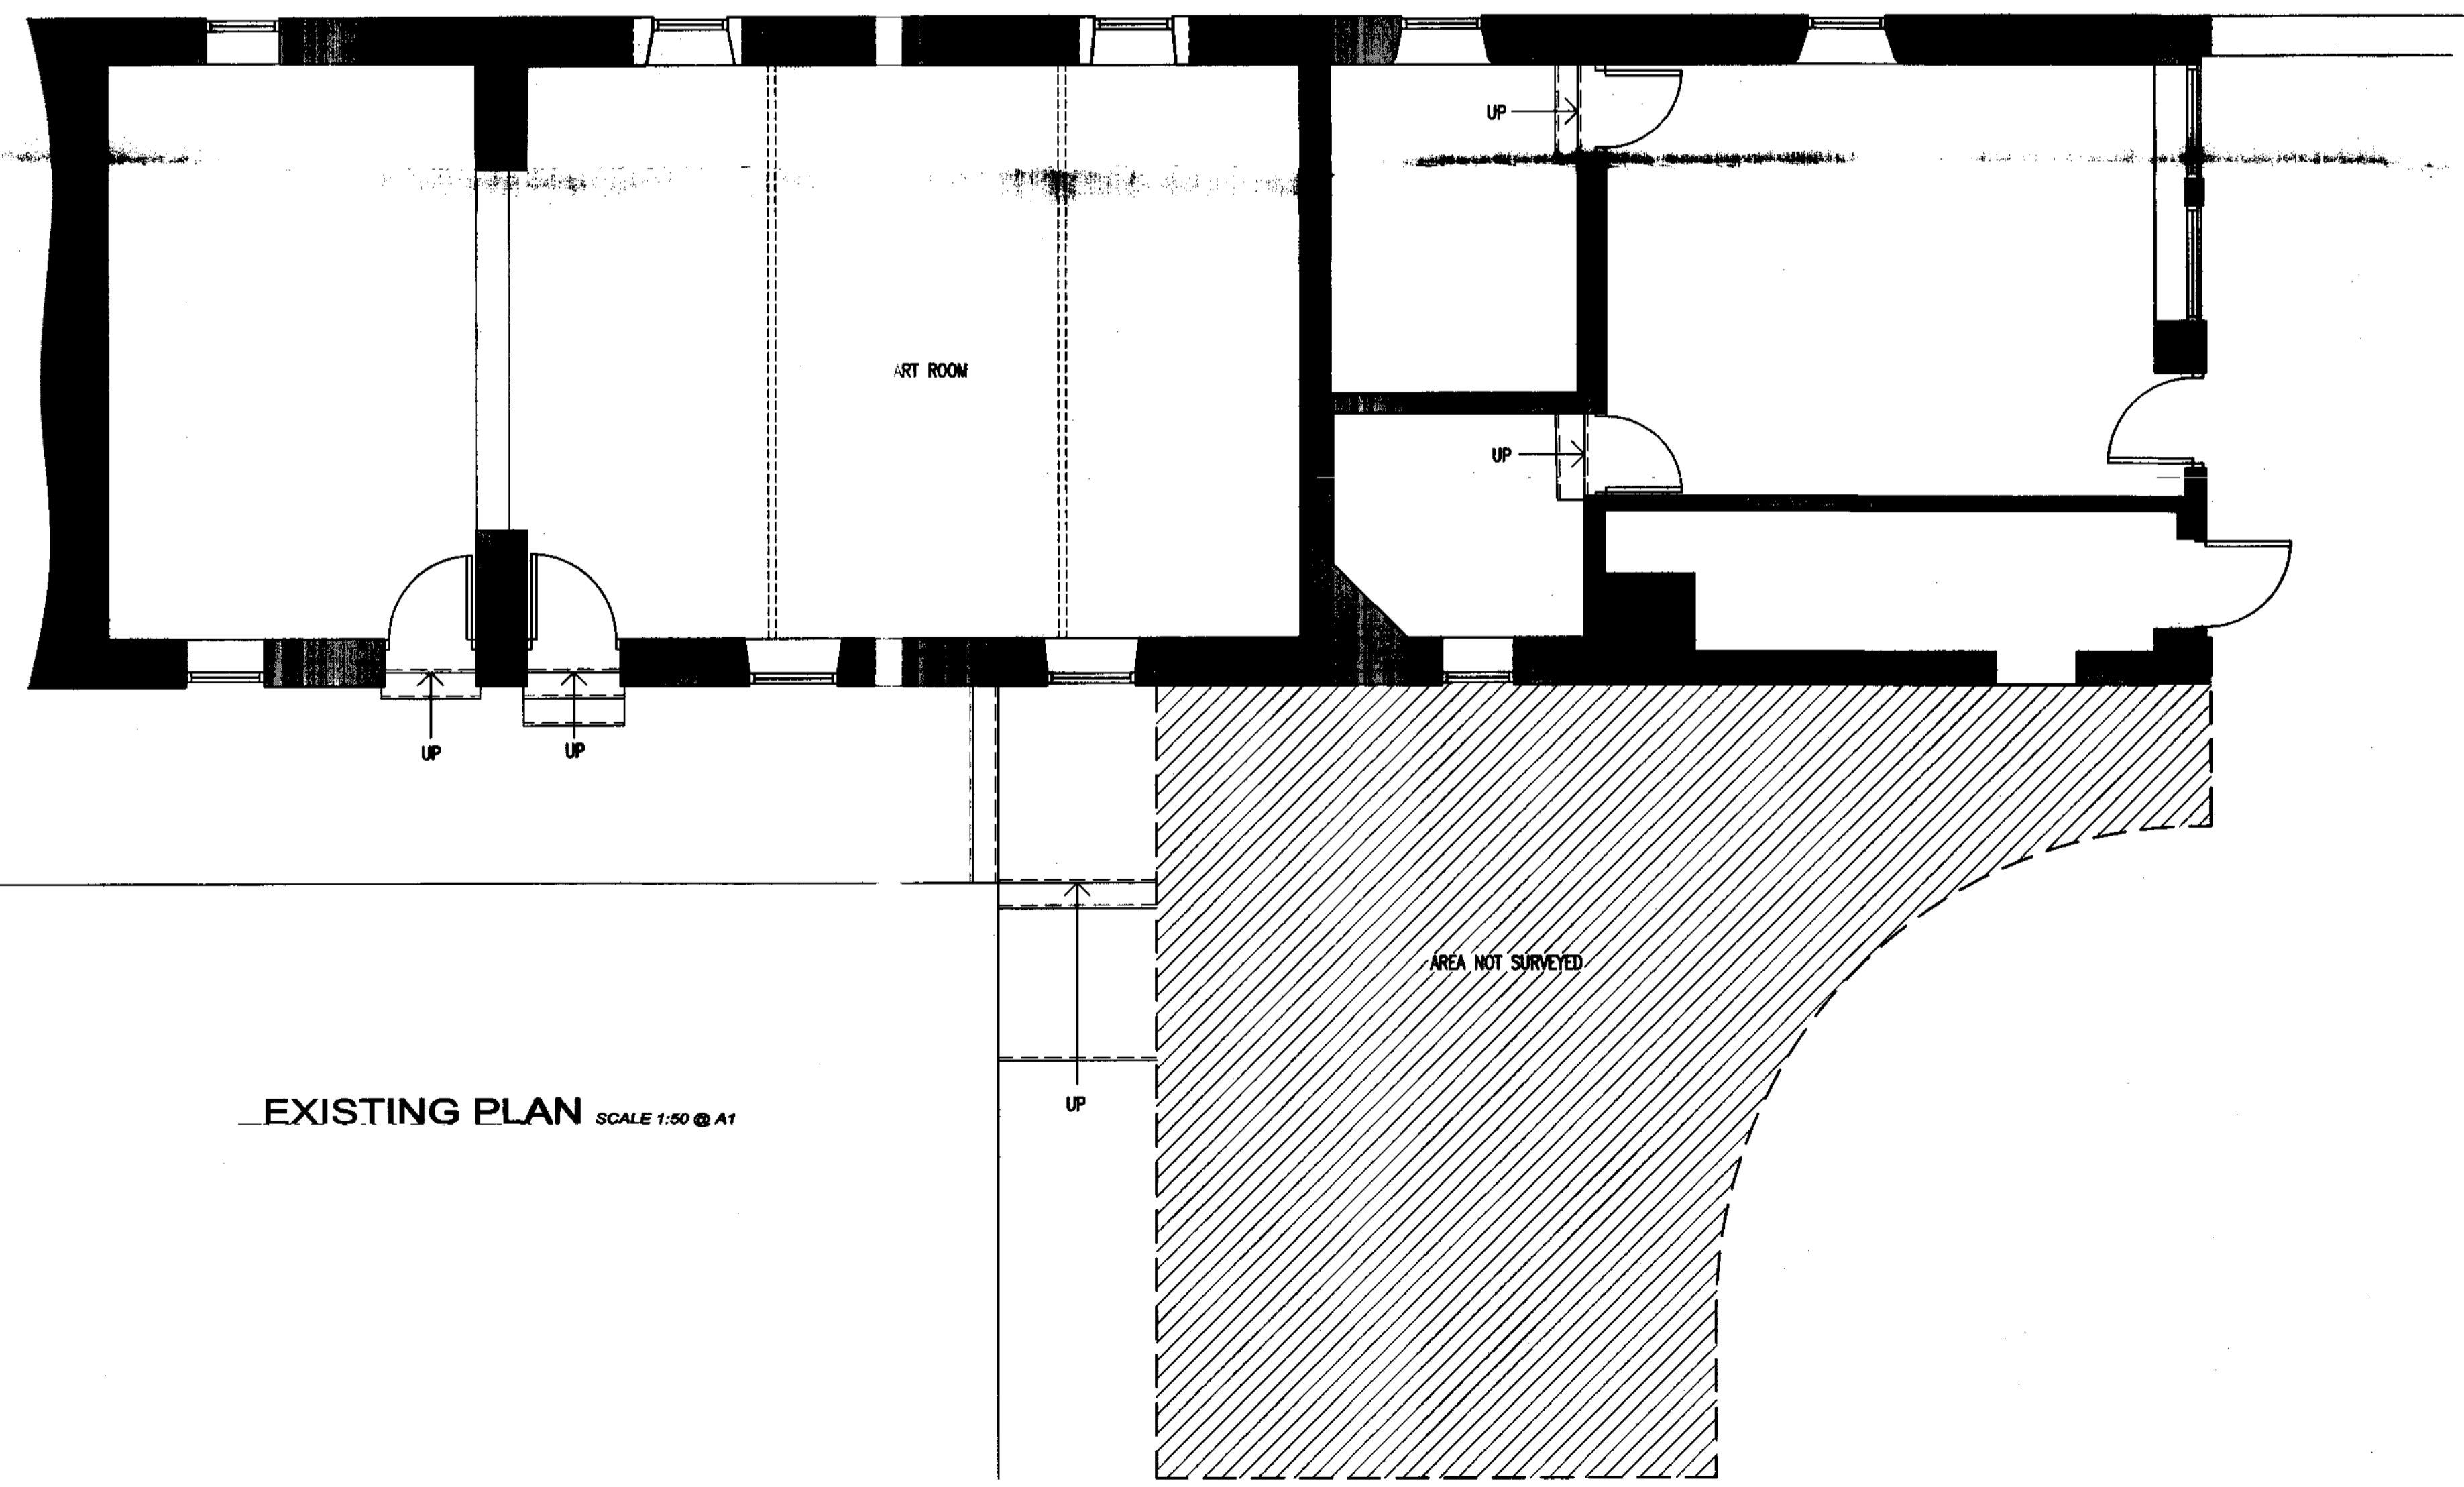 UP
ART ROOM
UP
UP
UP
AREA NOT SURVEYED
UP
EXISTING PLAN SCALE 1:50 @ A1